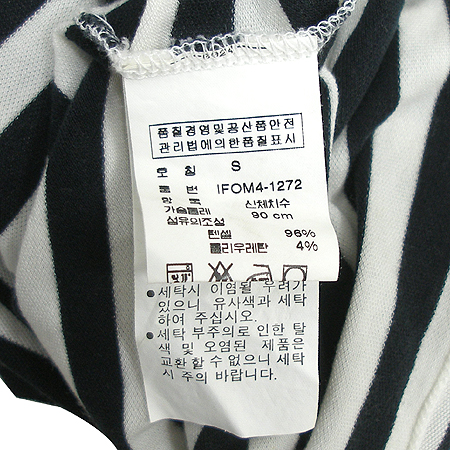 품질경영및공산품안전
관리법에의한품질표시
호 칭 S
품 번 IFOM4-1272
항 목 신체치수
가슴둘레 90 cm
섬유의조성
텐셀 96%
폴리우레탄 4%
●세탁시 이염될 우려가
있으니 유사색과 세탁
하여 주십시오.
●세탁 부주의로 인한 탈
색 및 오염된 제품은
교환 할 수 없으니 세탁
시 주의 바랍니다.